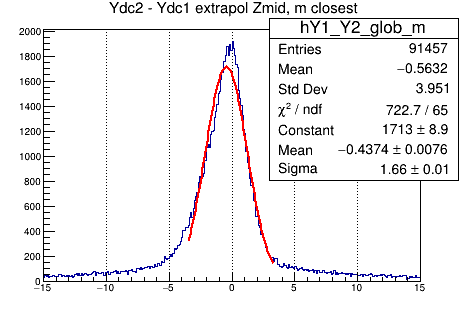 Ydc2 - Ydc1 extrapol Zmid, m closest
hY1_Y2_glob_m
Entries 91457
Mean −0.5632
Std Dev 3.951
χ² / ndf 722.7 / 65
Constant 1713 ± 8.9
Mean −0.4374 ± 0.0076
Sigma 1.66 ± 0.01
2000
1800
1600
1400
1200
1000
800
600
400
200
0
−15 −10 −5 0 5 10 15